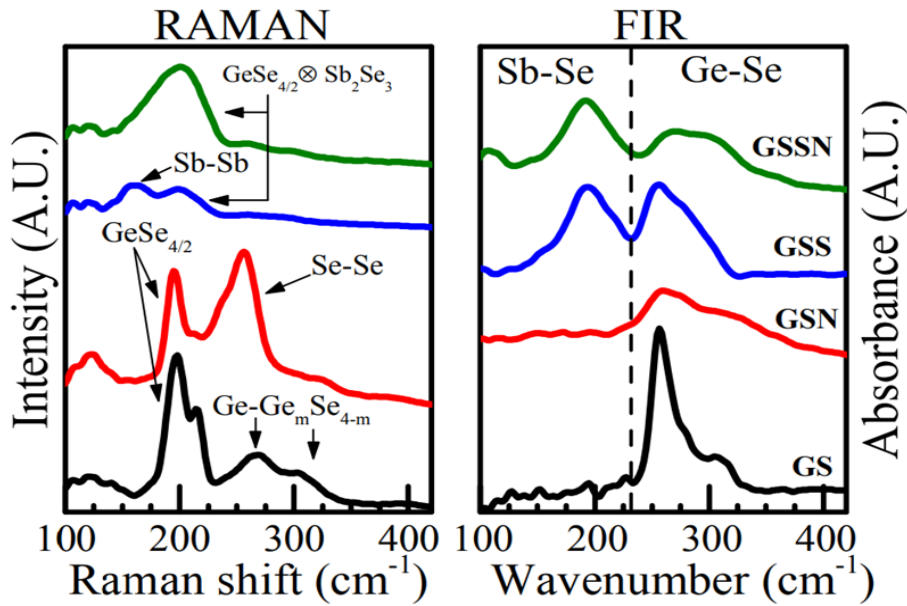 RAMAN
FIR
GeSe4/2⊗ Sb2Se3
Sb-Sb
GeSe4/2
Se-Se
Ge-GemSe4-m
Sb-Se
Ge-Se
GSSN
GSS
GSN
GS
Intensity (A.U.)
Absorbance (A.U.)
100 200 300 400
100 200 300 400
Raman shift (cm-1)
Wavenumber (cm-1)